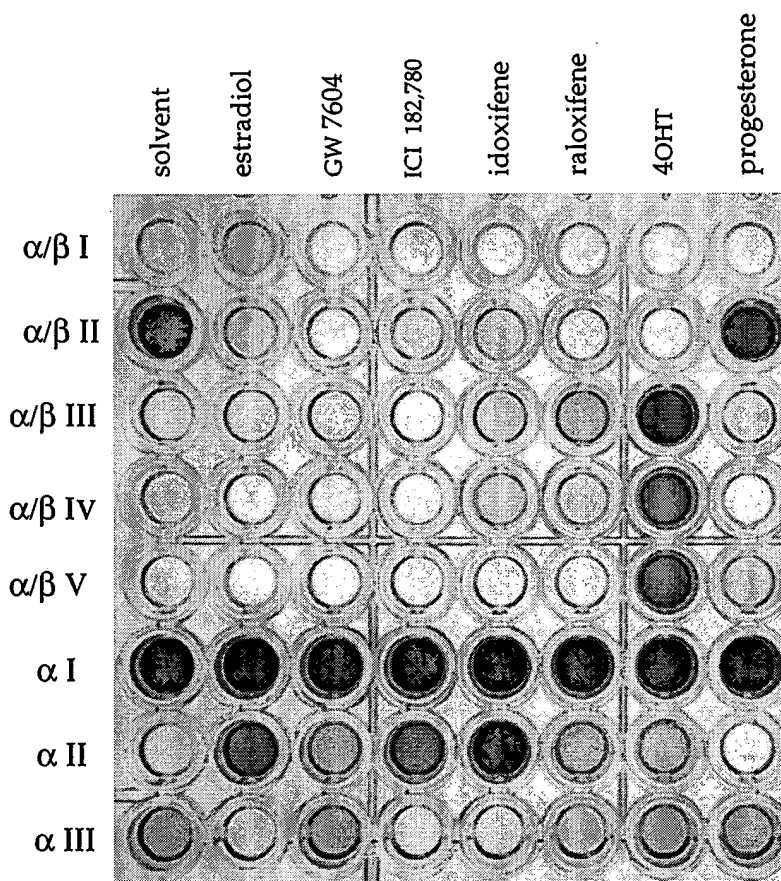 solvent
estradiol
GW 7604
ICI 182,780
idoxifene
raloxifene
4OHT
progesterone
α/β I
α/β II
α/β III
α/β Iv
α/β V
α I
α II
α III